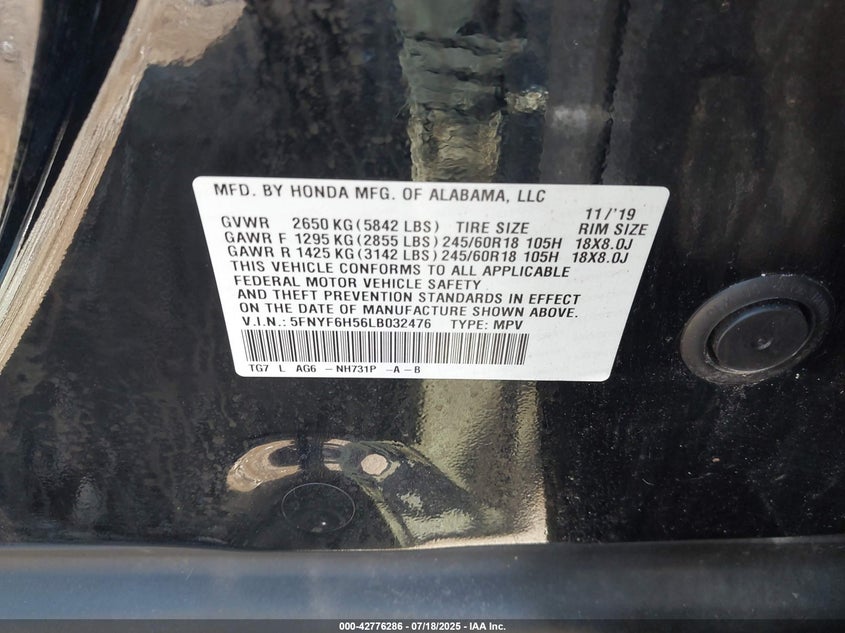 MFD. BY HONDA MFG. OF ALABAMA, LLC
11/'19
GVWR 2650 KG (5842 LBS) TIRE SIZE RIM SIZE
GAWR F 1295 KG (2855 LBS) 245/60R18 105H 18X8.0J
GAWR R 1425 KG (3142 LBS) 245/60R18 105H 18X8.0J
THIS VEHICLE CONFORMS TO ALL APPLICABLE
FEDERAL MOTOR VEHICLE SAFETY
AND THEFT PREVENTION STANDARDS IN EFFECT
ON THE DATE OF MANUFACTURE SHOWN ABOVE.
V.I.N.: 5FNYF6H56LB032476 TYPE: MPV
TG7 L AG6 - NH731P -A-B
000-42776286 | 07/18/2025 - IAA Inc.